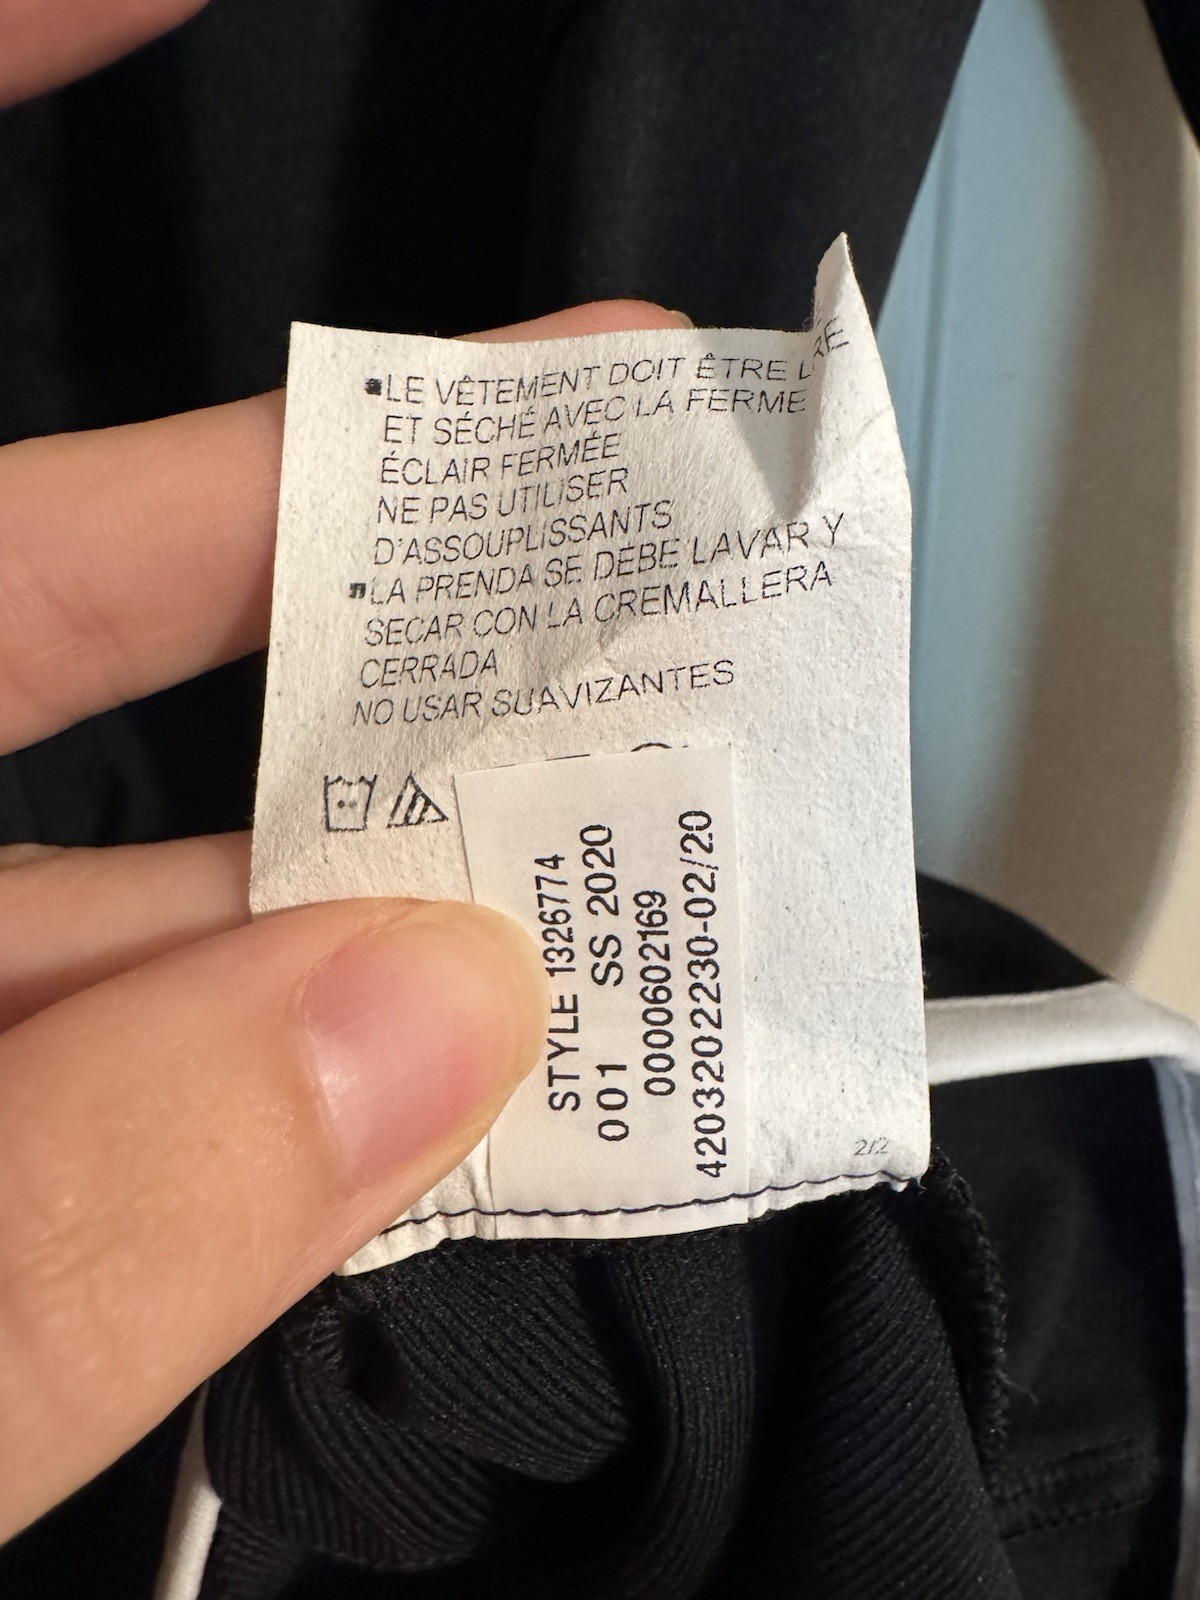 LE VÊTEMENT DOIT ÊTRE
ET SÉCHÉ AVEC LA FERME
ÉCLAIR FERMÉE
NE PAS UTILISER
D'ASSOUPLISSANTS
LA PRENDA SE DEBE LAVAR Y
SECAR CON LA CREMALLERA
CERRADA
NO USAR SUAVIZANTES
STYLE 1326774
001 SS 2020
0000602169
4203202230-02/20
2/2